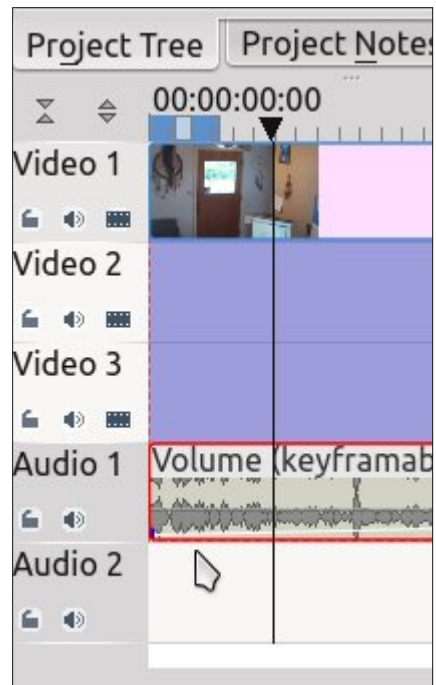 Project Tree Project Notes
00:00:00:00
Video 1
Video 2
Video 3
Audio 1 Volume (keyframab
Audio 2